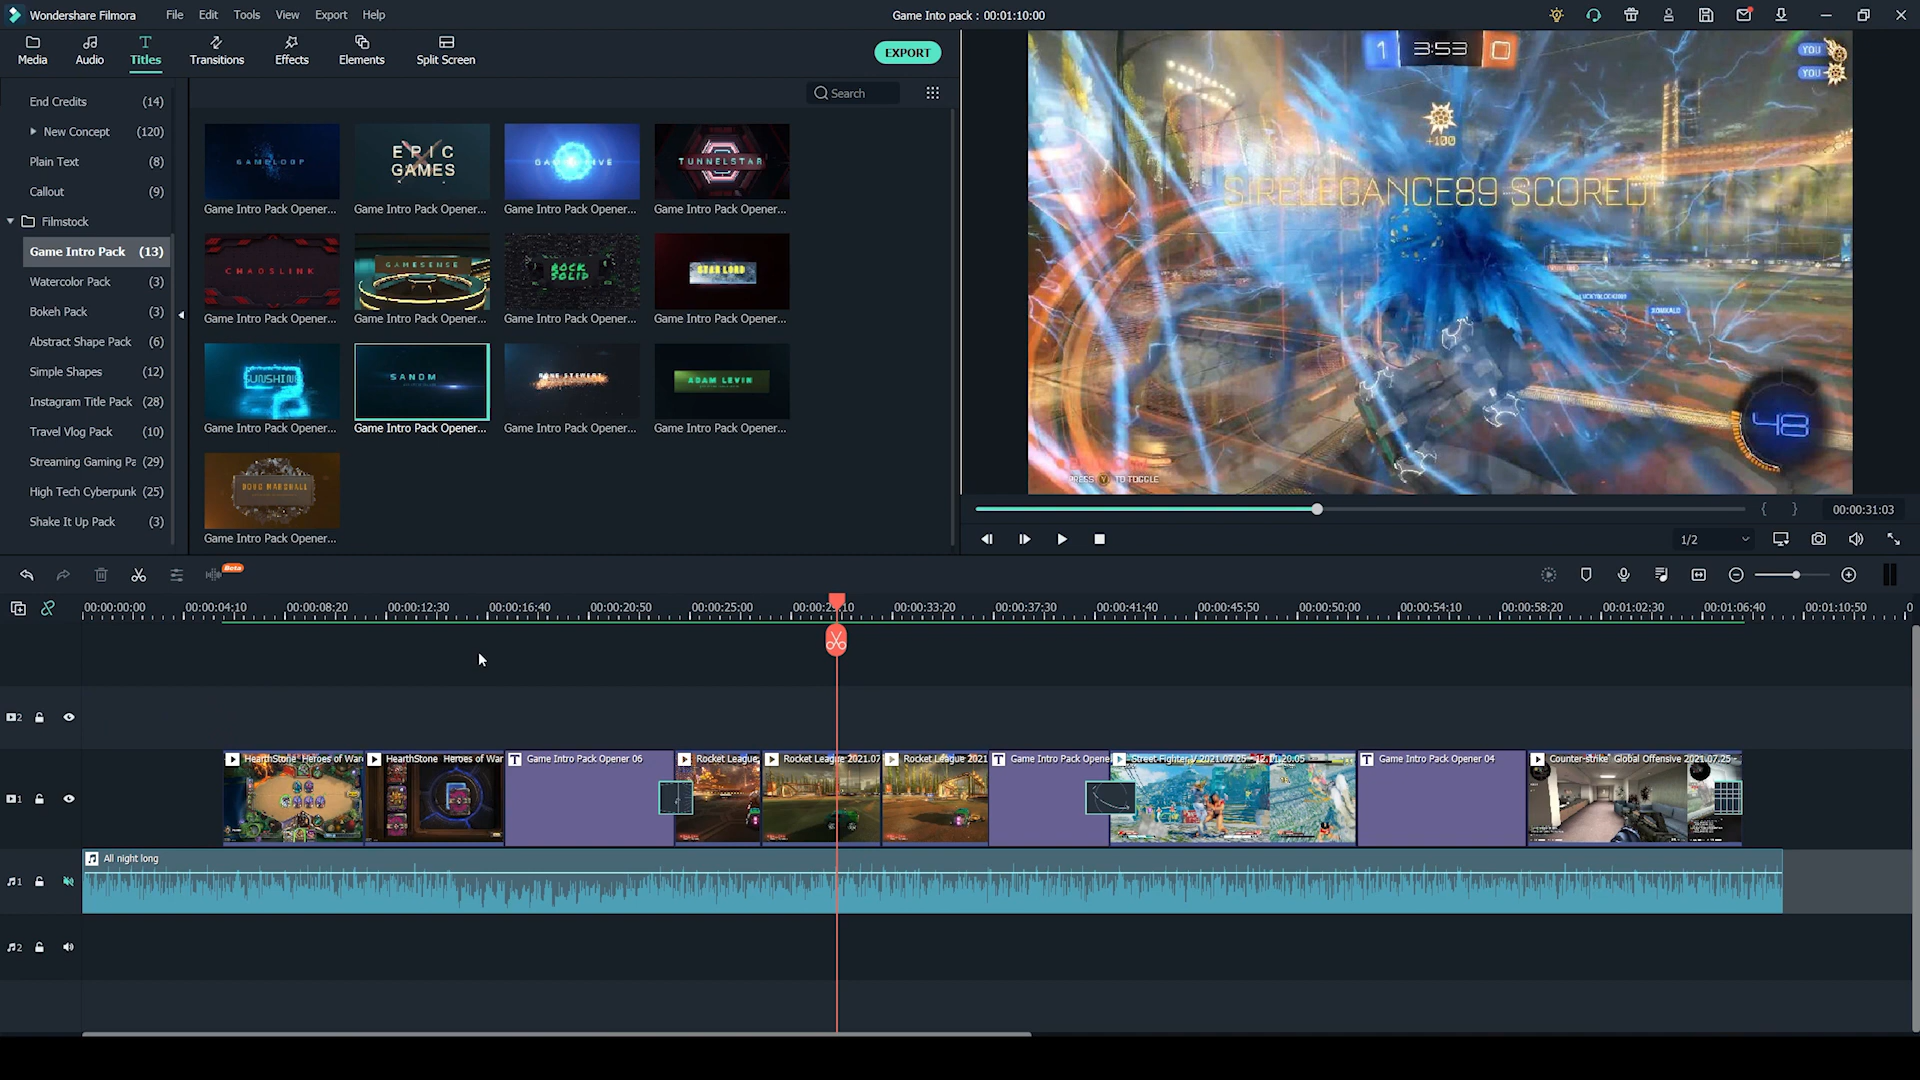 Wondershare Filmora
File
Edit
Tools
View
Export
Help
Game Into pack : 00:01:10:00
Media
Audio
Titles
Transitions
Effects
Elements
Split Screen
EXPORT
End Credits (14)
New Concept (120)
Plain Text (8)
Callout (9)
Filmstock
Game Intro Pack (13)
Watercolor Pack (3)
Bokeh Pack (3)
Abstract Shape Pack (6)
Simple Shapes (12)
Instagram Title Pack (28)
Travel Vlog Pack (10)
Streaming Gaming Pa (29)
High Tech Cyberpunk (25)
Shake It Up Pack (3)
Search
GAMELOOP
EPIC
GAMES
TUNNELSTAR
Game Intro Pack Opener...
Game Intro Pack Opener...
Game Intro Pack Opener...
Game Intro Pack Opener...
CHAOSLINK
GAMESENSE
ROCK
SOLID
STAR LORD
Game Intro Pack Opener...
Game Intro Pack Opener...
Game Intro Pack Opener...
Game Intro Pack Opener...
SUNSHINE
SANDM
ADAM LEVIN
Game Intro Pack Opener...
Game Intro Pack Opener...
Game Intro Pack Opener...
Game Intro Pack Opener...
Game Intro Pack Opener...
1 3:53 0
YOU
YOU
+100
SIRELEGANCE89 SCORED!
48
PRESS Y TO TOGGLE
{ }
00:00:31:03
1/2
Beta
00:00:00:00
00:00:04:10
00:00:08:20
00:00:12:30
00:00:16:40
00:00:20:50
00:00:25:00
00:00:33:20
00:00:37:30
00:00:41:40
00:00:45:50
00:00:50:00
00:00:54:10
00:00:58:20
00:01:02:30
00:01:06:40
00:01:10:50
2
1
HearthStone Heroes of War
HearthStone Heroes of War
Game Intro Pack Opener 06
Rocket League
Rocket League 2021.07
Rocket League 2021
Game Intro Pack Opene
Street Fighter V 2021.07.25 - 12.11.20.05
Game Intro Pack Opener 04
Counter-strike Global Offensive 2021.07.25 -
1
All night long
2